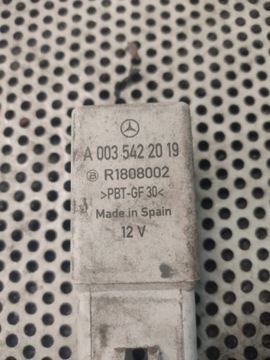 A 003 542 20 19
R1808002
>PBT-GF 30<
Made in Spain
12 V